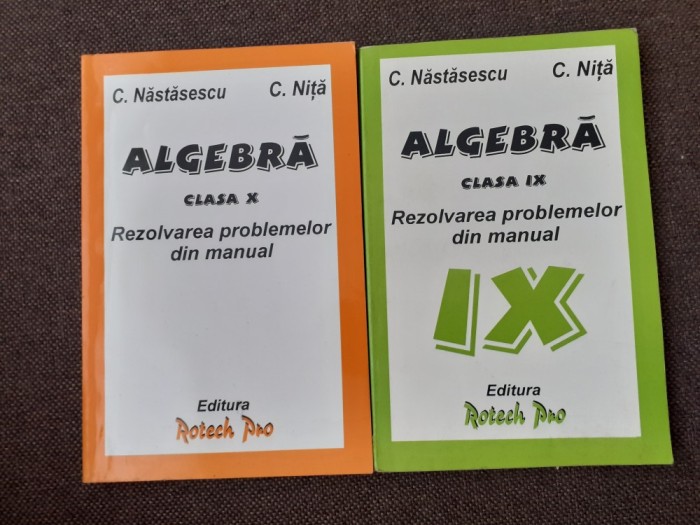 C. Năstăsescu C. Niță
ALGEBRĂ
CLASA X
Rezolvarea problemelor
din manual
Editura
Rotech Pro
C. Năstăsescu C. Niță
ALGEBRĂ
CLASA IX
Rezolvarea problemelor
din manual
IX
Editura
Rotech Pro